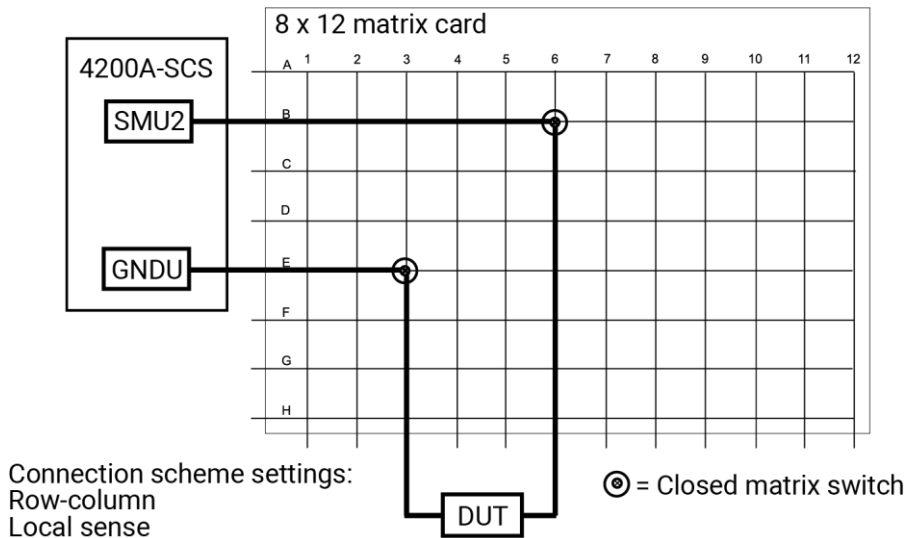 8 x 12 matrix card
4200A-SCS
1 2 3 4 5 6 7 8 9 10 11 12
A
SMU2
B
C
D
GNDU
E
F
G
H
Connection scheme settings:
Row-column
Local sense
DUT
= Closed matrix switch